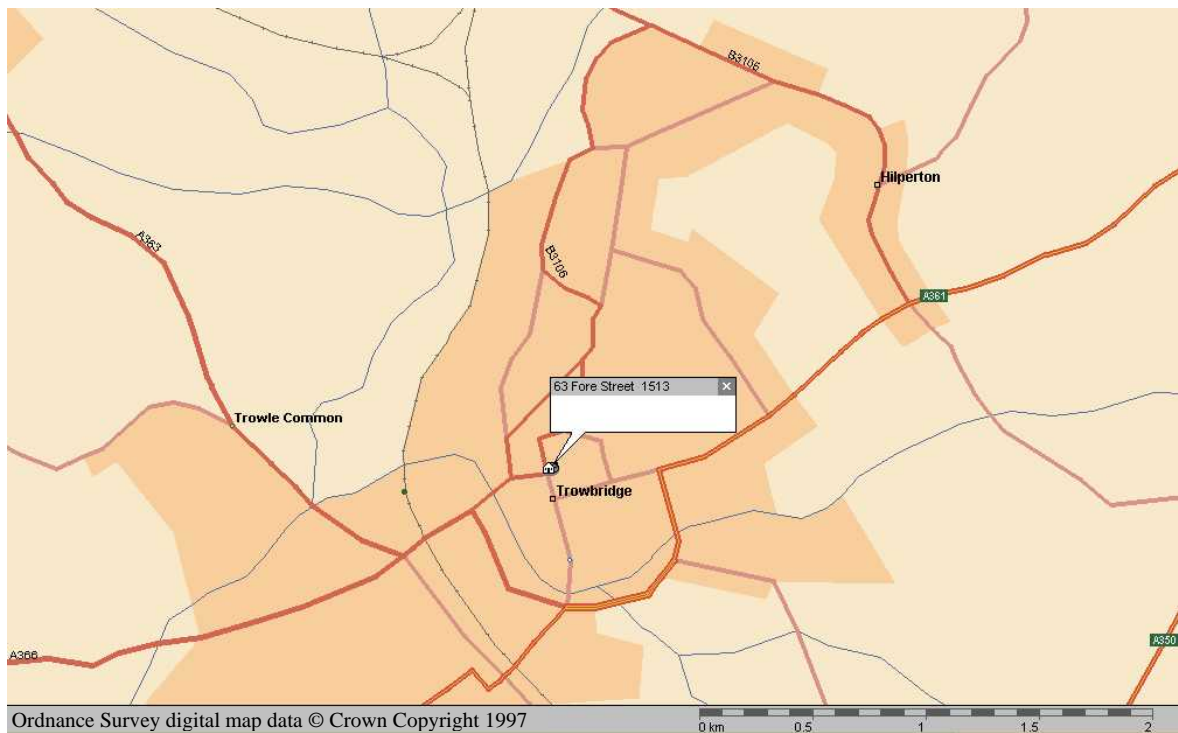 B3106
Hilperton
A363
B3106
A361
63 Fore Street 1513
Trowle Common
Trowbridge
A350
A366
Ordnance Survey digital map data © Crown Copyright 1997
0 km 0.5 1 1.5 2